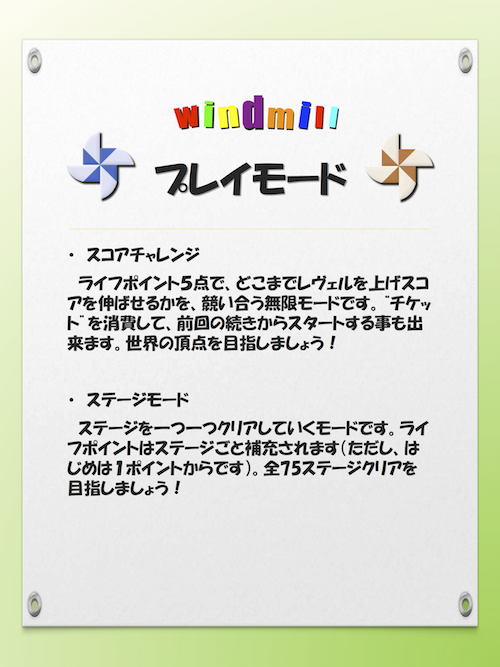 windmill
プレイモード
・ スコアチャレンジ
ライフポイント5点で、どこまでレヴェルを上げスコ
アを伸ばせるかを、競い合う無限モードです。"チケッ
ト"を消費して、前回の続きからスタートする事も出
来ます。世界の頂点を目指しましょう！
・ ステージモード
ステージを一つ一つクリアしていくモードです。ライ
フポイントはステージごと補充されます（ただし、は
じめは1ポイントからです）。全75ステージクリアを
目指しましょう！